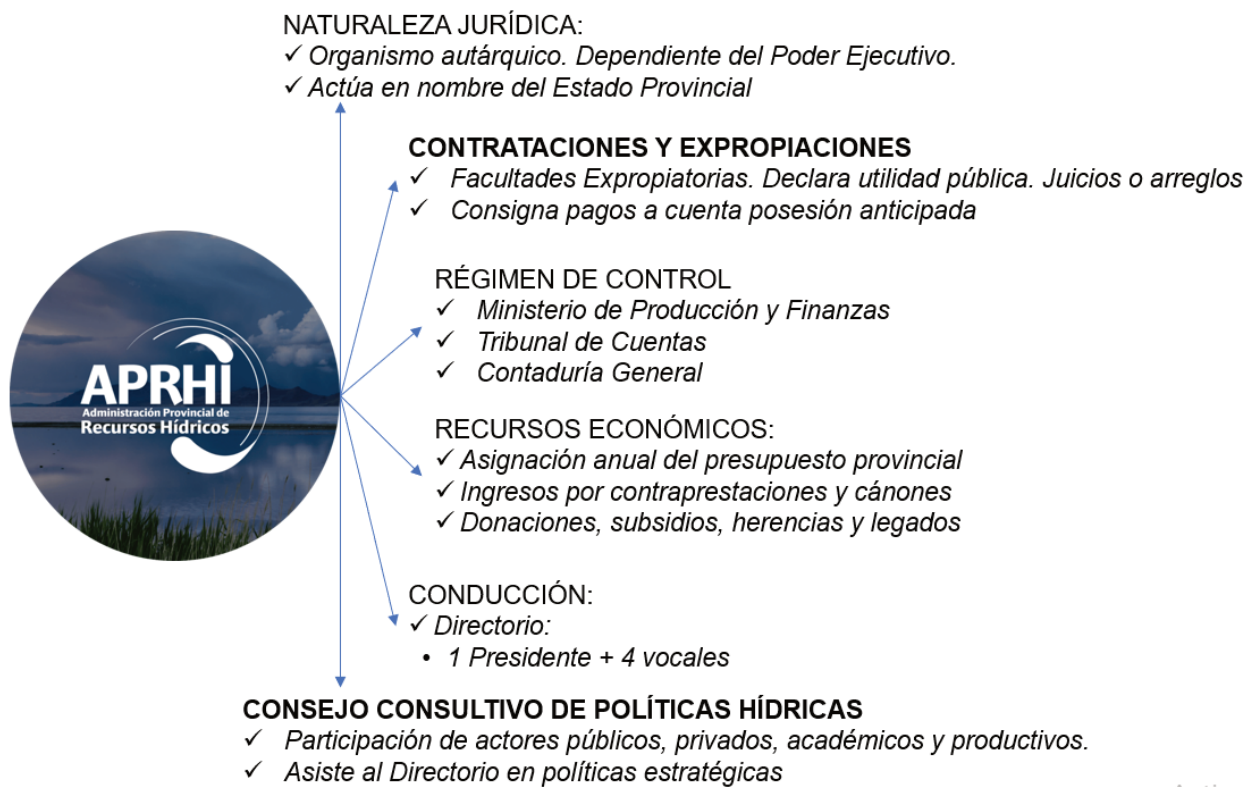 NATURALEZA JURÍDICA:
✓ Organismo autárquico. Dependiente del Poder Ejecutivo.
✓ Actúa en nombre del Estado Provincial
CONTRATACIONES Y EXPROPIACIONES
✓ Facultades Expropiatorias. Declara utilidad pública. Juicios o arreglos
✓ Consigna pagos a cuenta posesión anticipada
RÉGIMEN DE CONTROL
✓ Ministerio de Producción y Finanzas
✓ Tribunal de Cuentas
✓ Contaduría General
APRHI
Administración Provincial de
Recursos Hídricos
RECURSOS ECONÓMICOS:
✓ Asignación anual del presupuesto provincial
✓ Ingresos por contraprestaciones y cánones
✓ Donaciones, subsidios, herencias y legados
CONDUCCIÓN:
✓ Directorio:
• 1 Presidente + 4 vocales
CONSEJO CONSULTIVO DE POLÍTICAS HÍDRICAS
✓ Participación de actores públicos, privados, académicos y productivos.
✓ Asiste al Directorio en políticas estratégicas